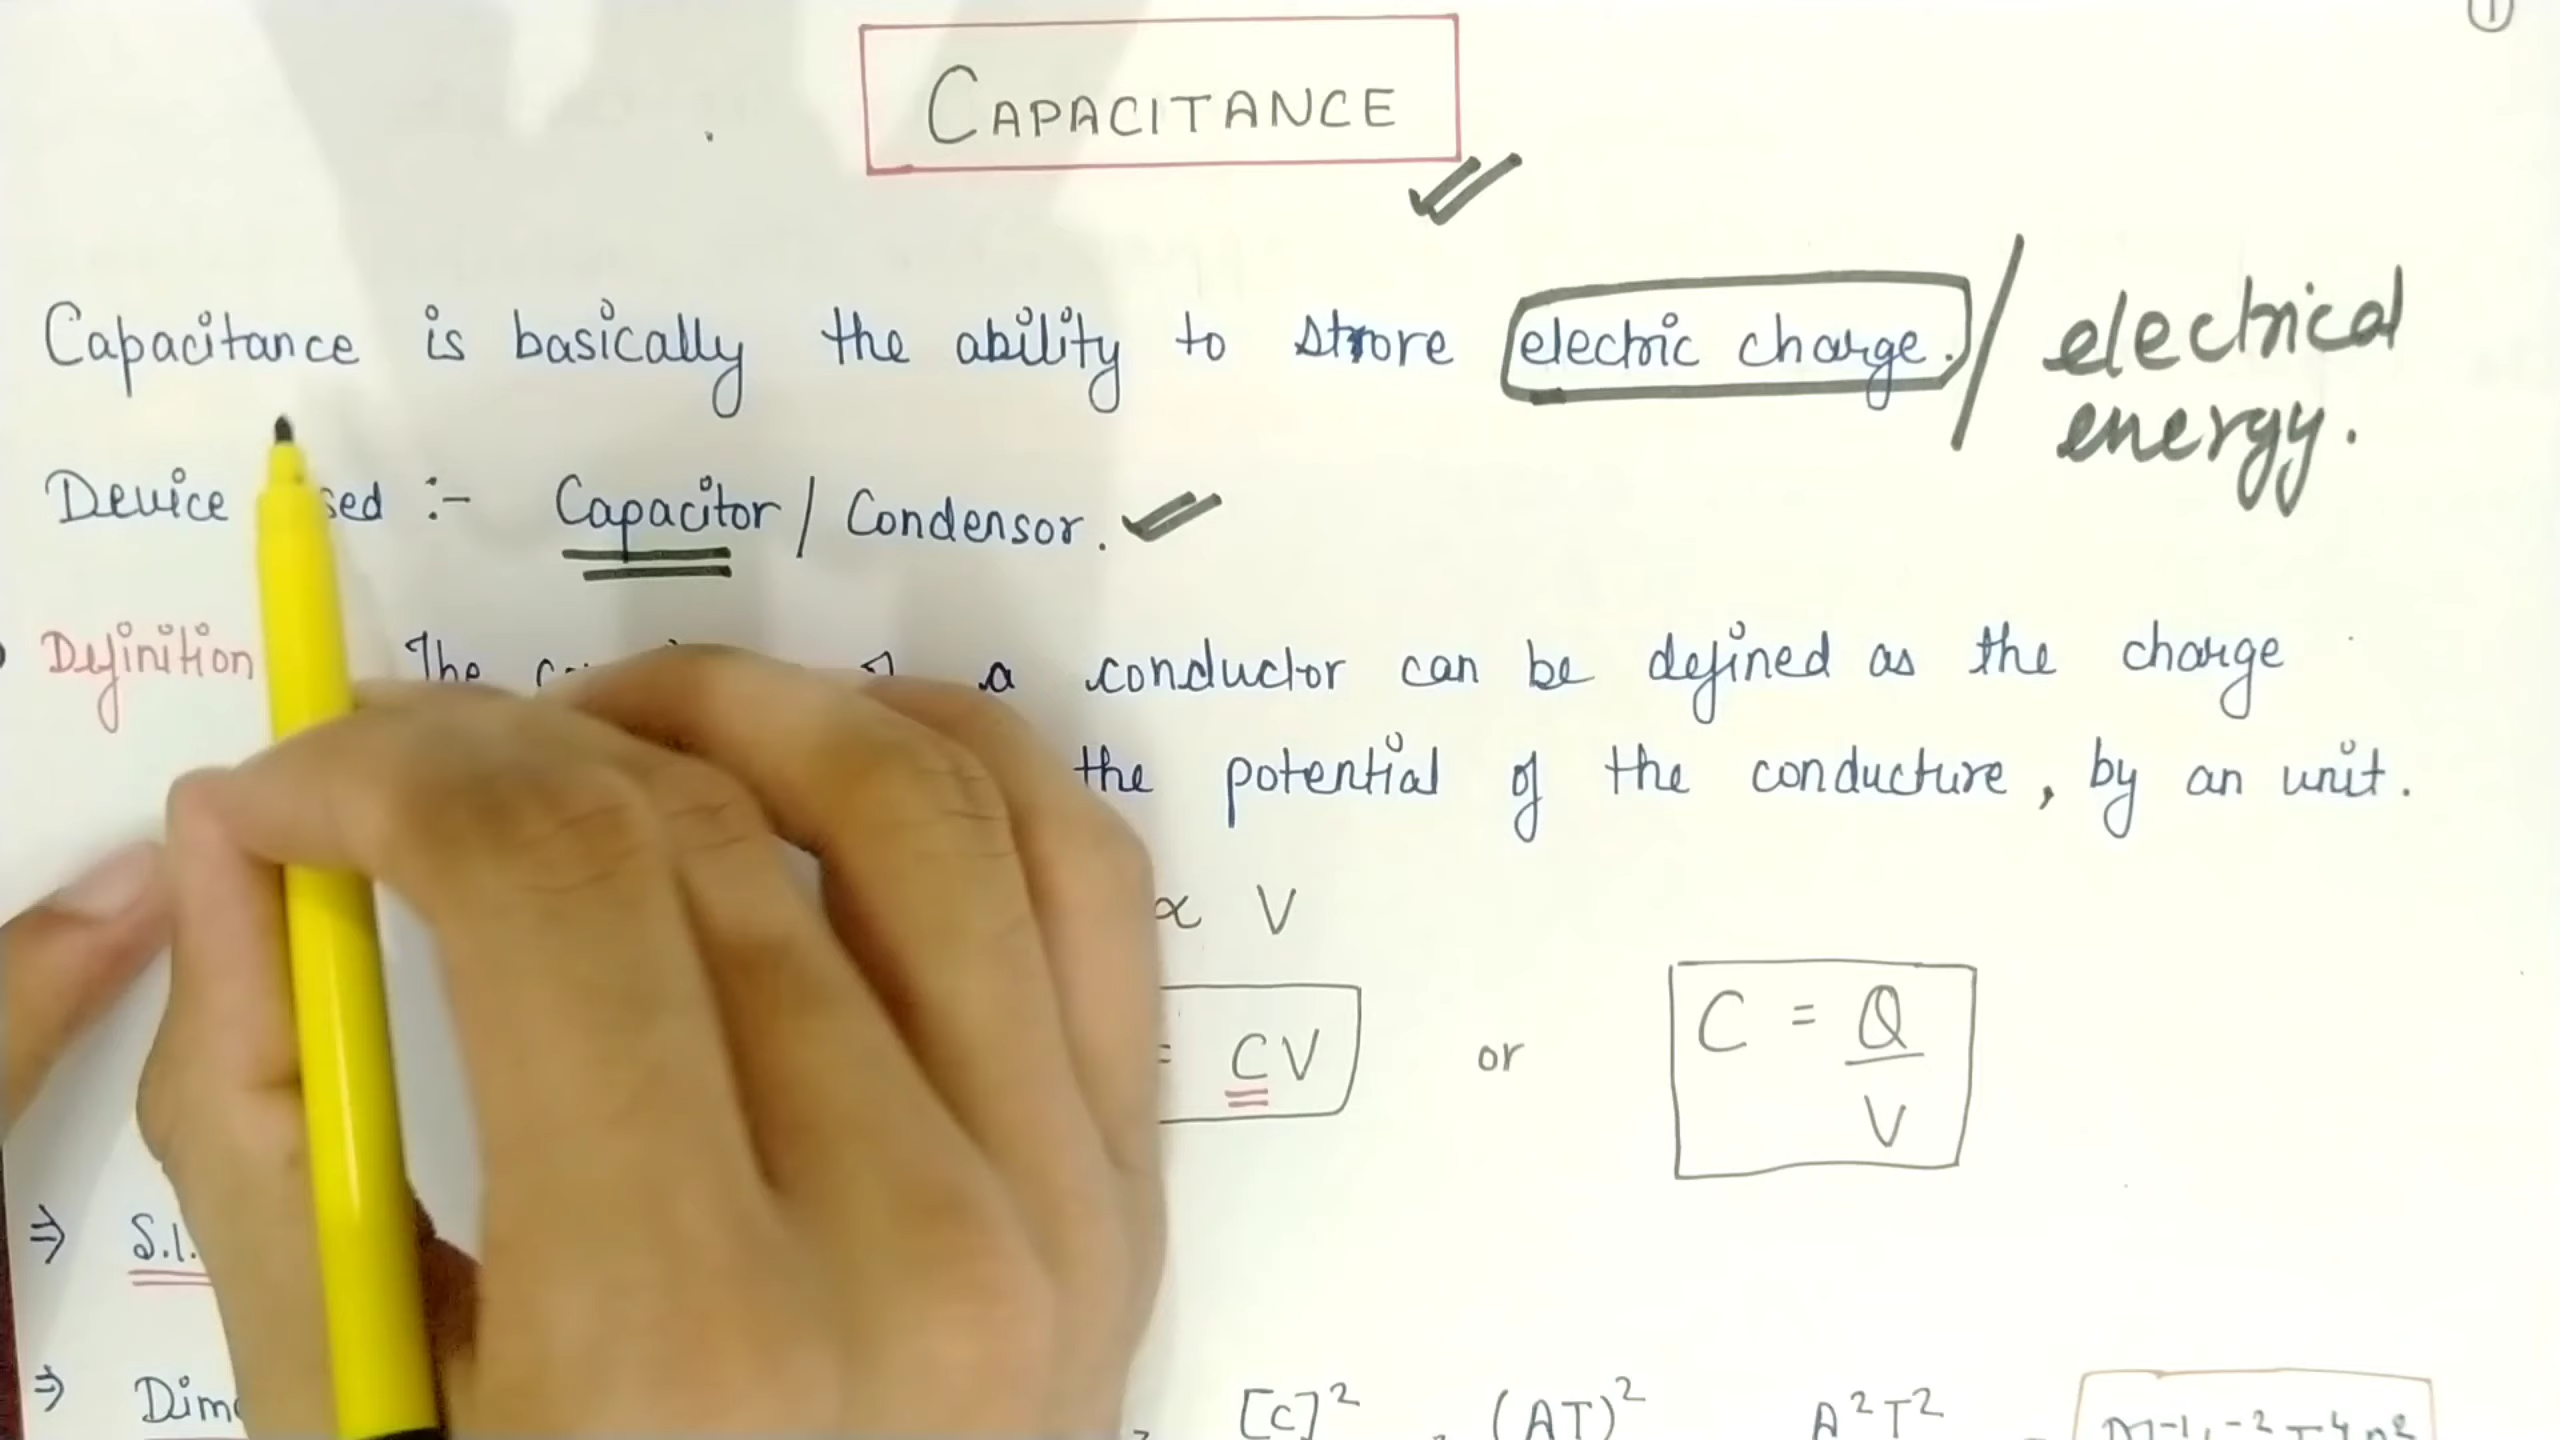 1
CAPACITANCE
Capacitance is basically the ability to strore electric charge. / electrical energy.
Device :- Capacitor / Condensor.
Definition The a conductor can be defined as the charge
the potential of the conducture, by an unit.
∝ V
= CV or C = Q / V
⇒ S.I.
⇒
[C]² (AT)² A²T²